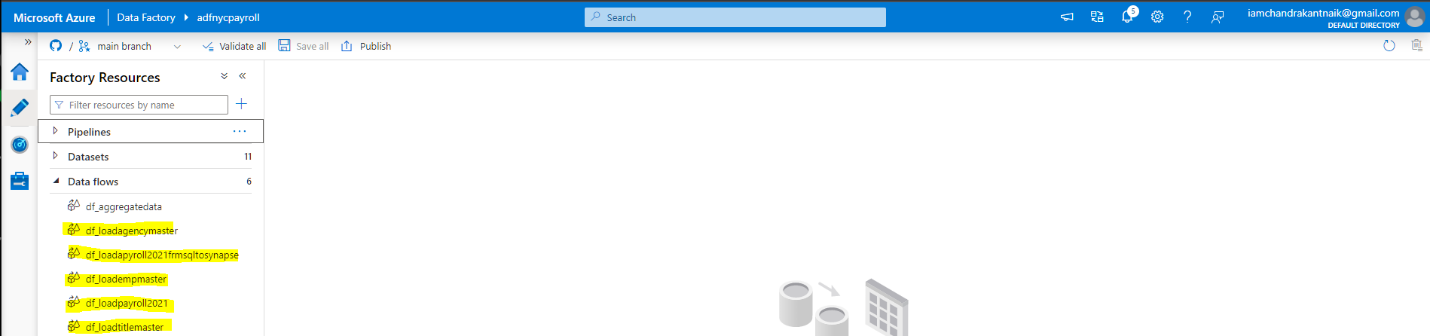 Microsoft Azure | Data Factory ▸ adfnycpayroll
Search
5
iamchandrakantnaik@gmail.com
DEFAULT DIRECTORY
» / main branch Validate all Save all Publish
Factory Resources
Filter resources by name
Pipelines
Datasets 11
Data flows 6
df_aggregatedata
df_loadagencymaster
df_loadapyroll2021frmsqltosynapse
df_loadempmaster
df_loadpayroll2021
df_loadtitlemaster